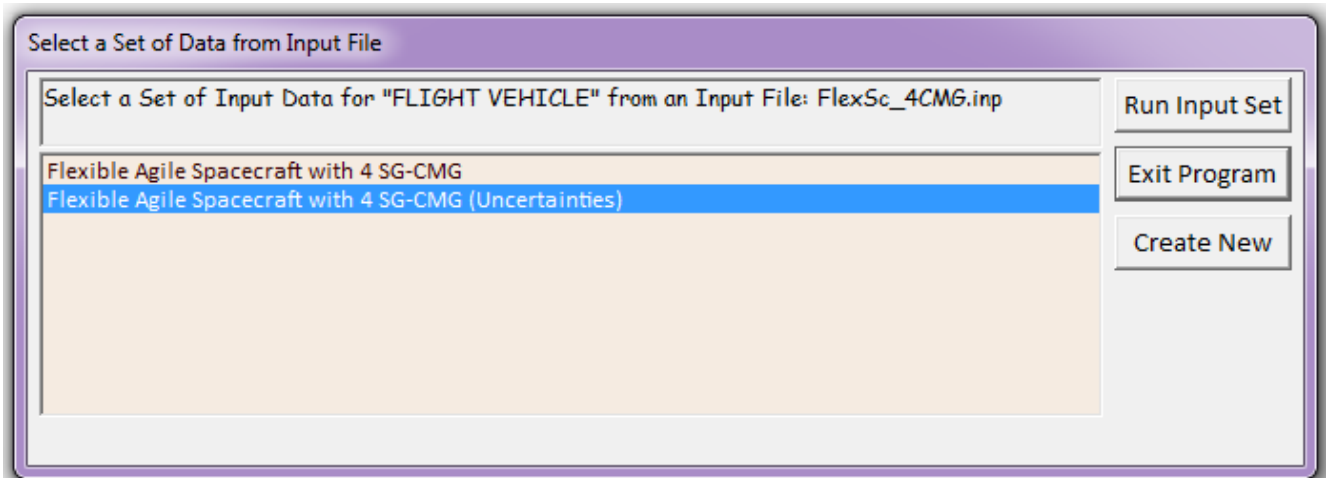 Select a Set of Data from Input File
Select a Set of Input Data for "FLIGHT VEHICLE" from an Input File: FlexSc_4CMG.inp
Run Input Set
Flexible Agile Spacecraft with 4 SG-CMG
Flexible Agile Spacecraft with 4 SG-CMG (Uncertainties)
Exit Program
Create New